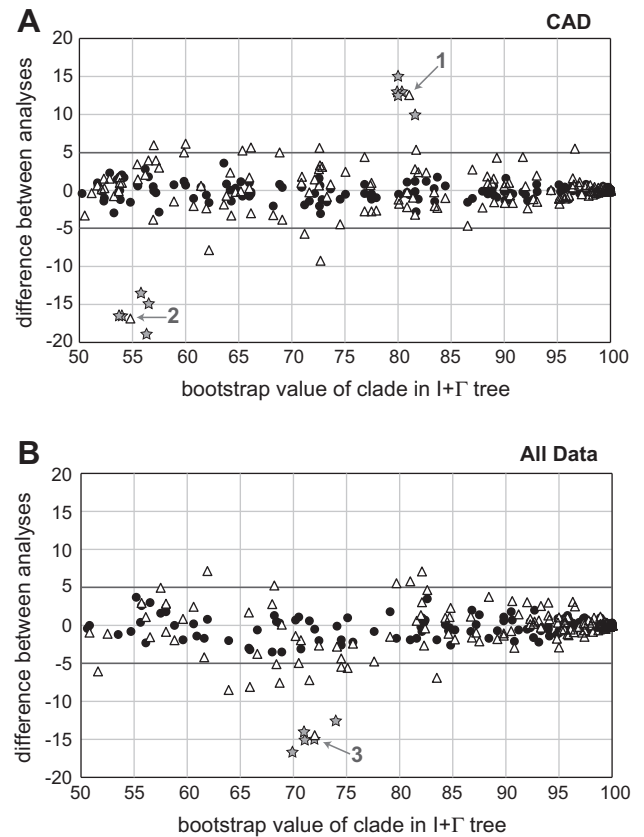 A
CAD
20
15
10
5
0
-5
-10
-15
-20
difference between analyses
1
2
50 55 60 65 70 75 80 85 90 95 100
bootstrap value of clade in I+Γ tree
B
All Data
20
15
10
5
0
-5
-10
-15
-20
difference between analyses
3
50 55 60 65 70 75 80 85 90 95 100
bootstrap value of clade in I+Γ tree